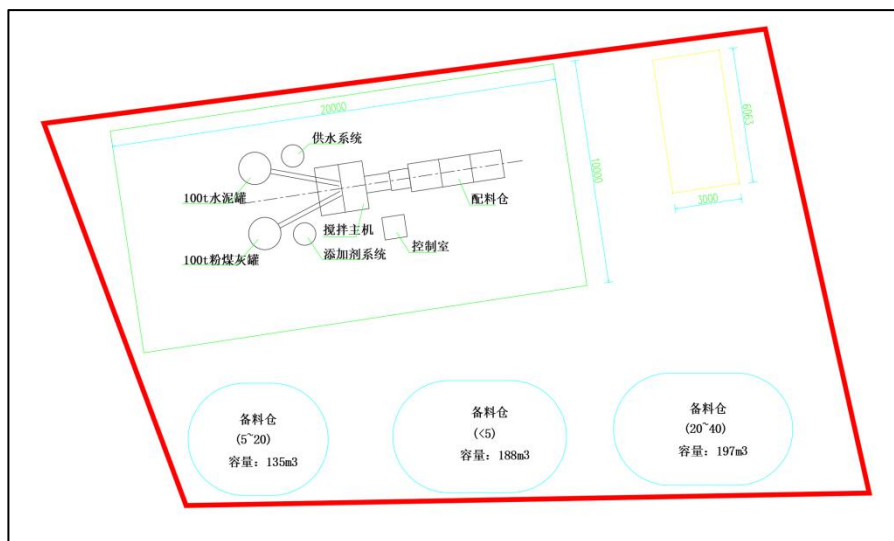 20000
10000
6063
3000
供水系统
100t水泥罐
配料仓
搅拌主机
控制室
添加剂系统
100t粉煤灰罐
备料仓
(5~20)
容量：135m3
备料仓
(<5)
容量：188m3
备料仓
(20~40)
容量：197m3